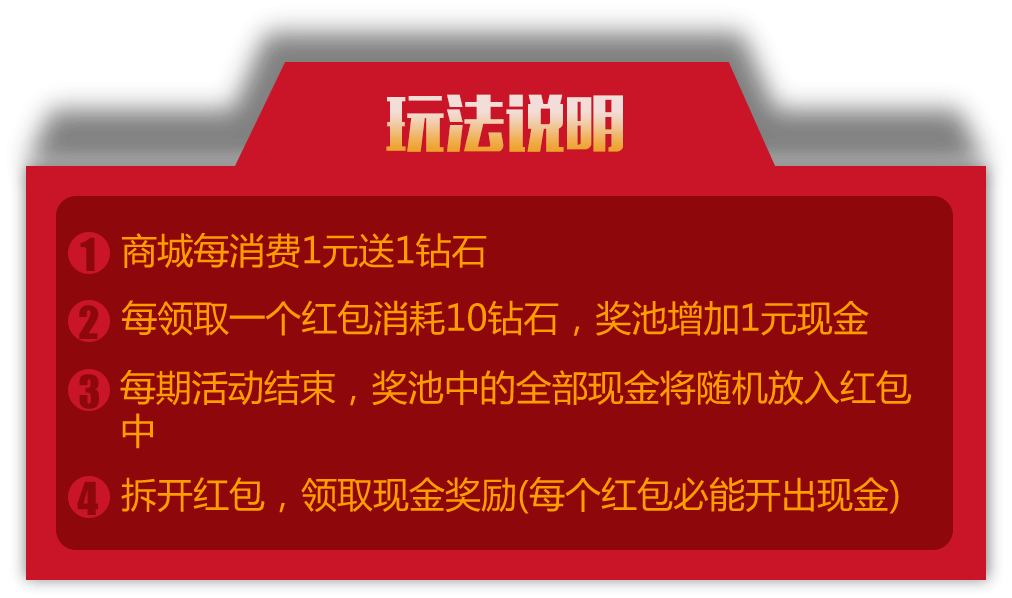 玩法说明
1 商城每消费1元送1钻石
2 每领取一个红包消耗10钻石，奖池增加1元现金
3 每期活动结束，奖池中的全部现金将随机放入红包
中
4 拆开红包，领取现金奖励(每个红包必能开出现金)